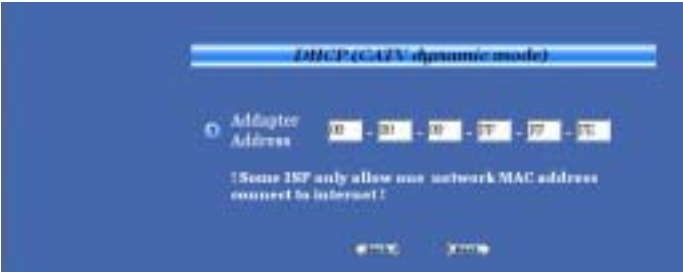 DHCP (CATV dynamic mode)
Addapter
Address
- - - - -
! Some ISP only allow one network MAC address
connect to internet !